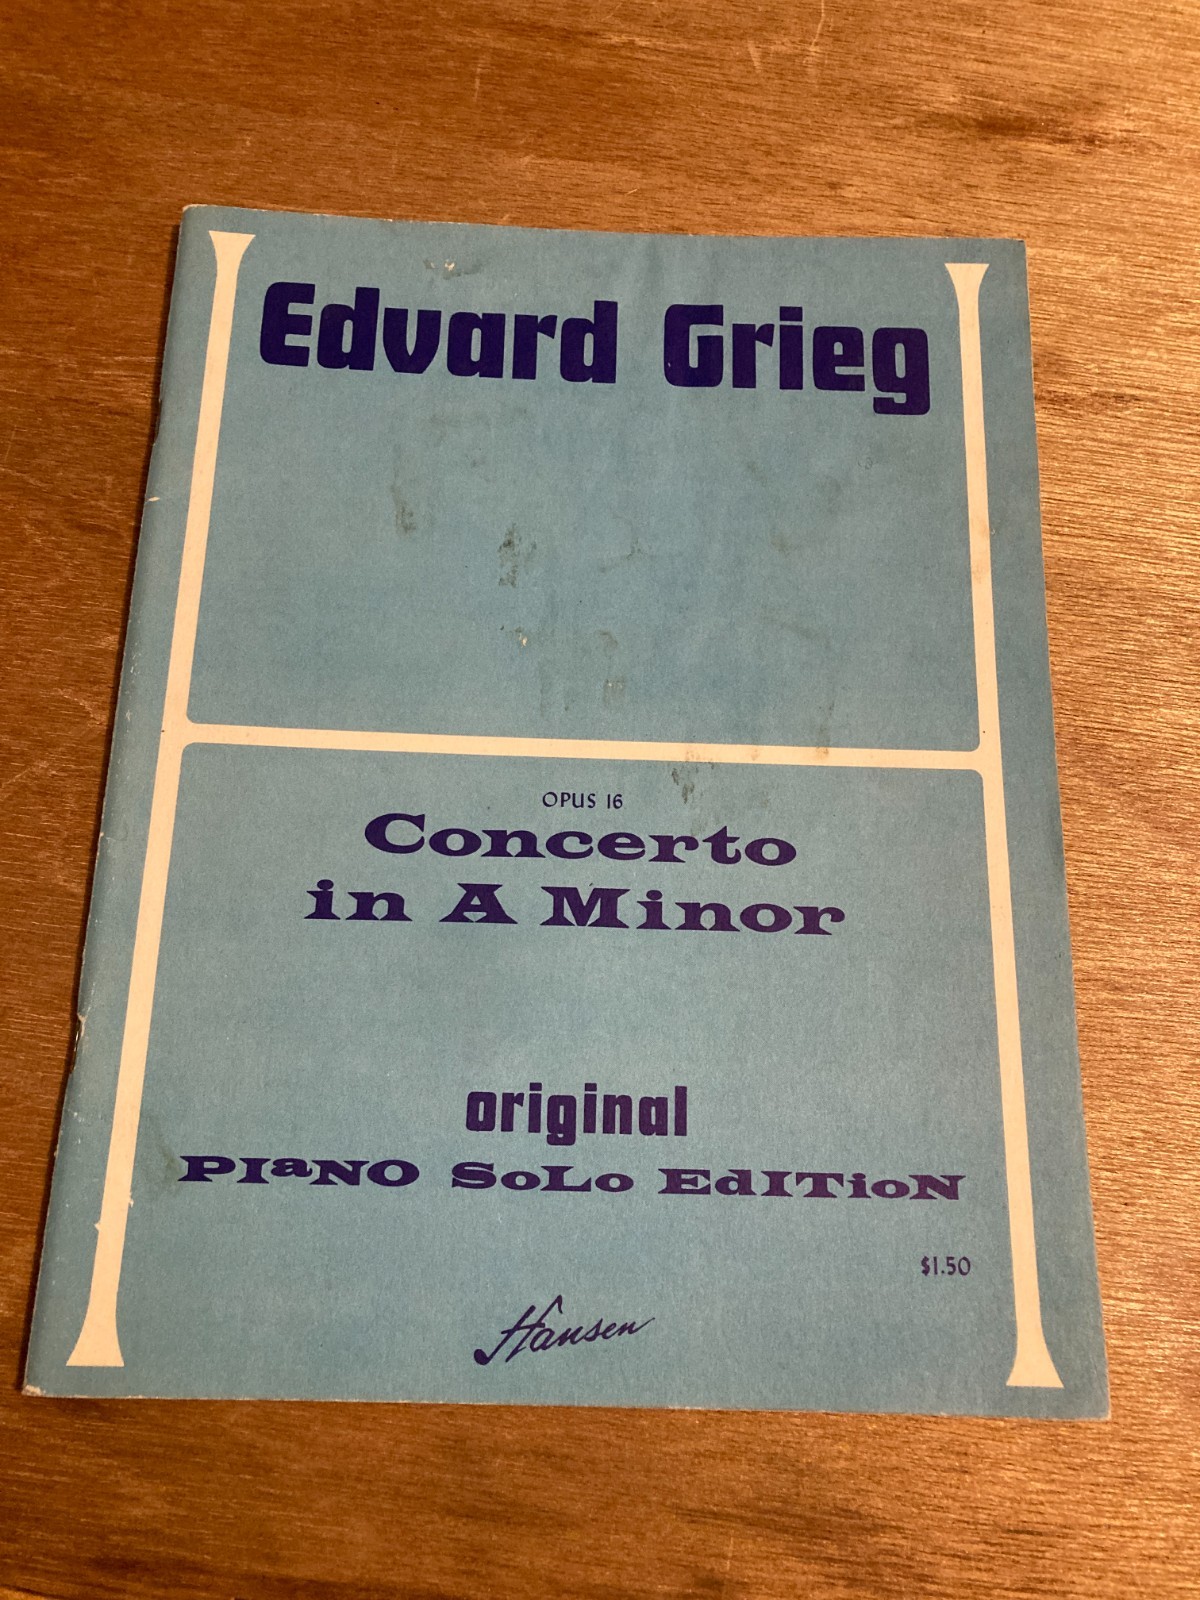 Edvard Grieg
OPUS 16
Concerto
in A Minor
original
PIaNO SoLo EdITioN
$1.50
Hansen